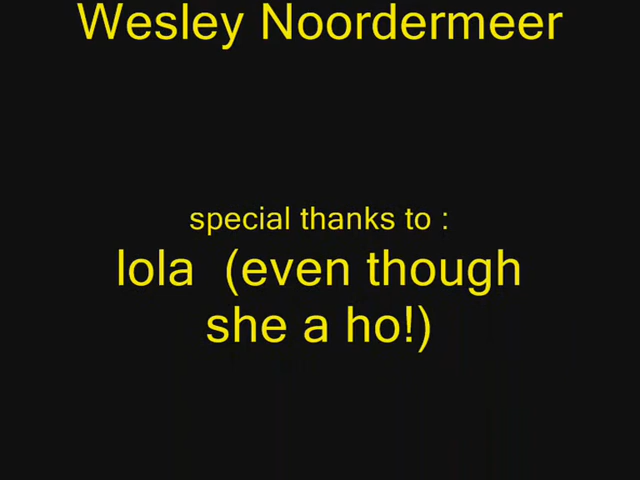 Wesley Noordermeer
special thanks to :
lola (even though
she a ho!)